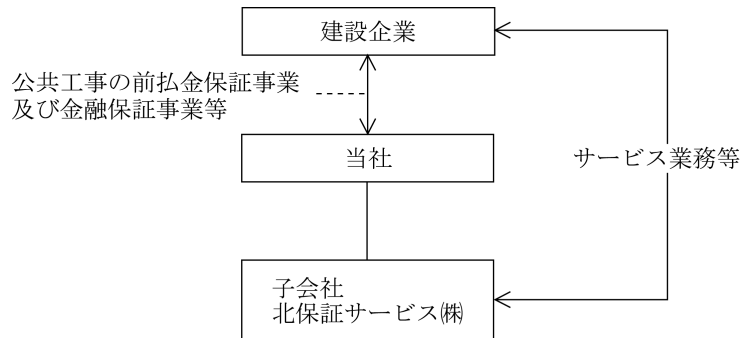 建設企業
公共工事の前払金保証事業
及び金融保証事業等
当社
サービス業務等
子会社
北保証サービス㈱